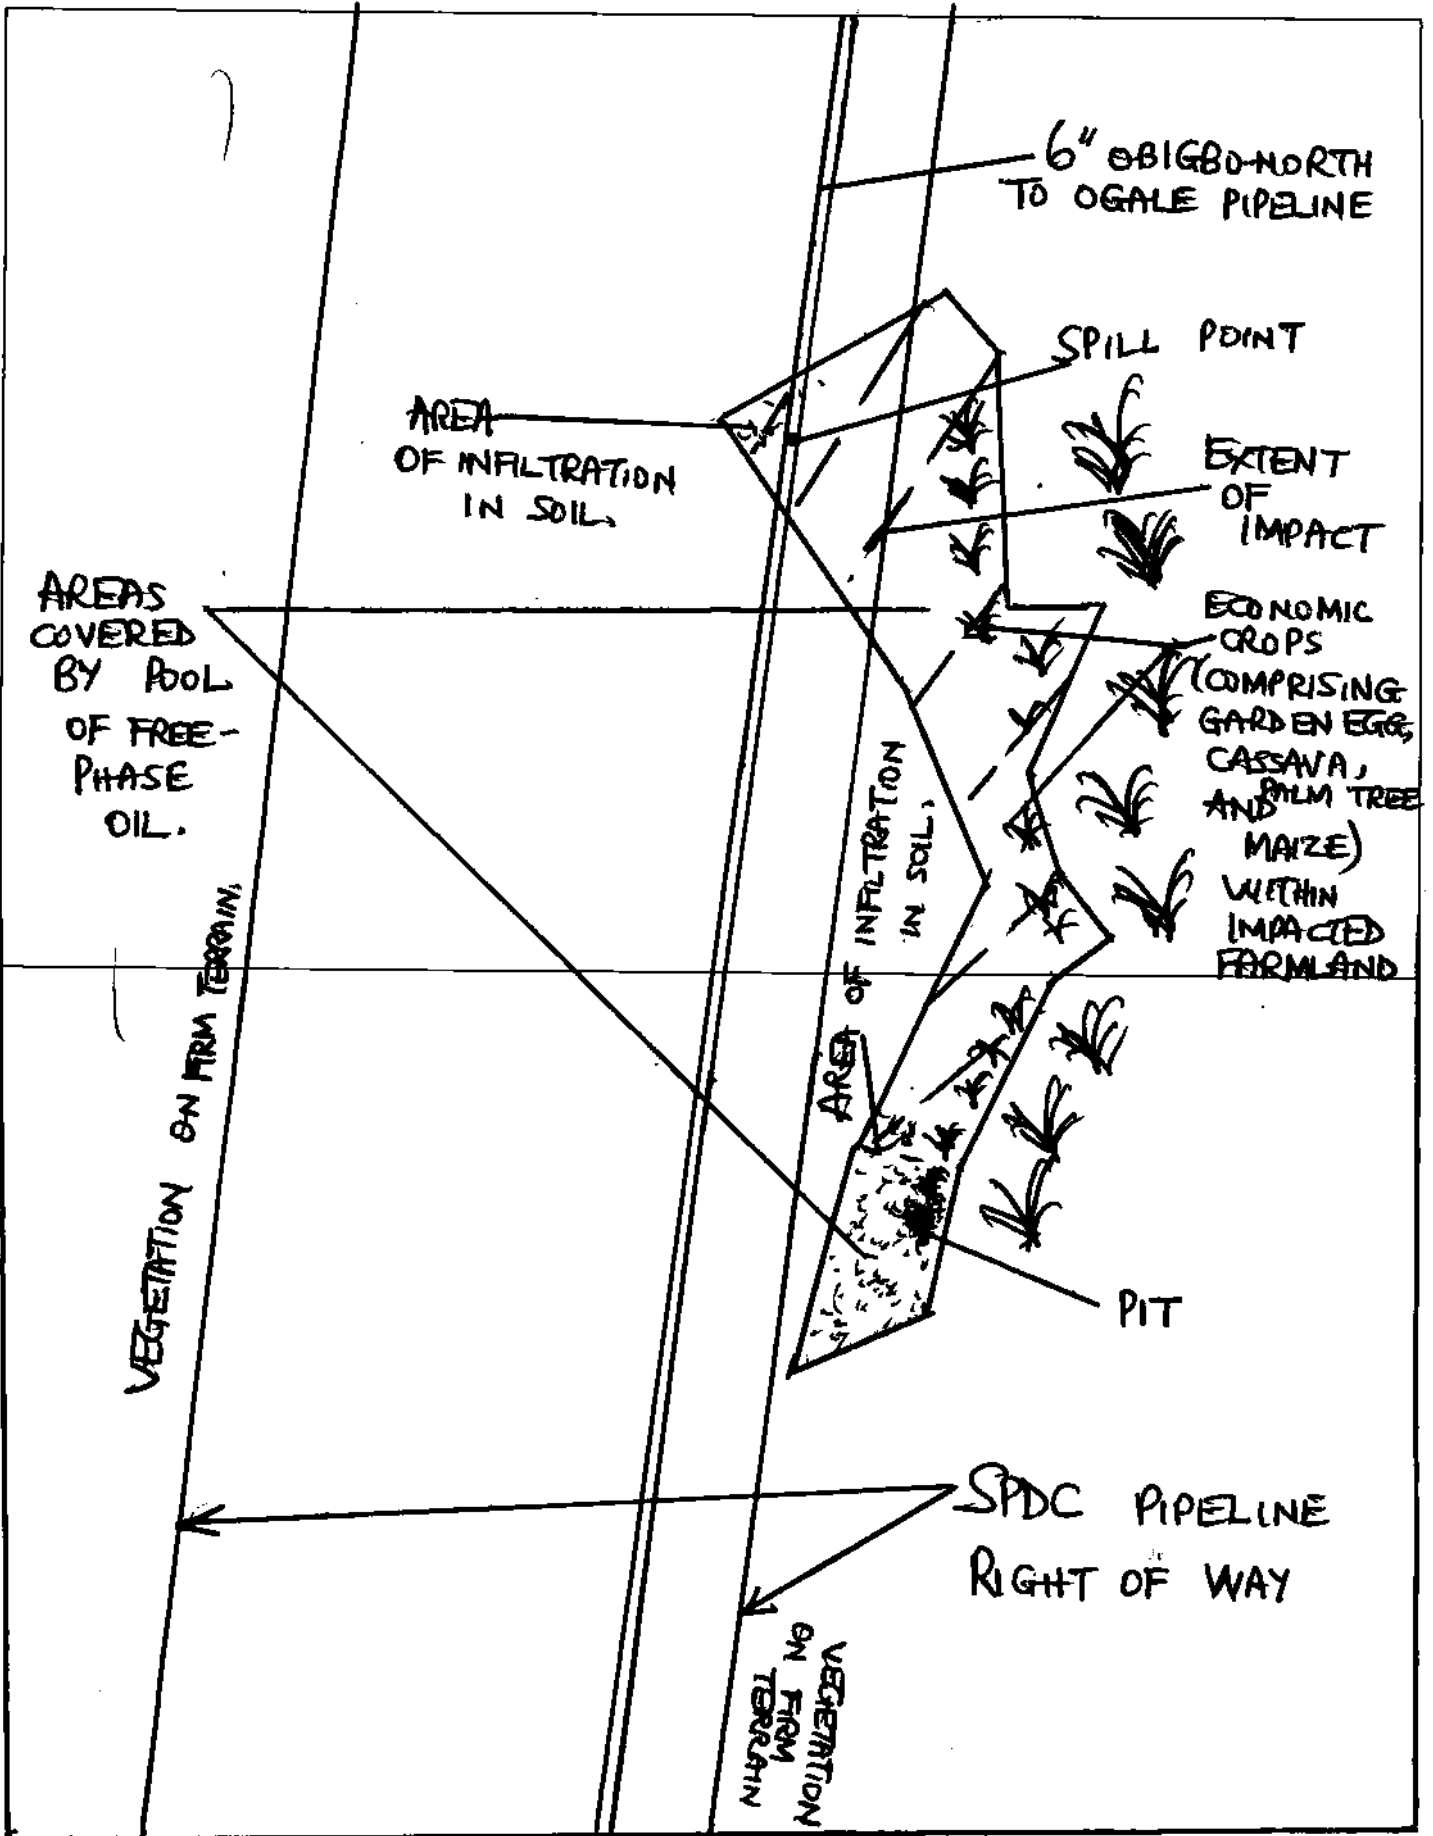 6" OBIGBO-NORTH
TO OGALE PIPELINE
SPILL POINT
AREA
OF INFILTRATION
IN SOIL.
EXTENT
OF
IMPACT
AREAS
COVERED
BY POOL
OF FREE-
PHASE
OIL.
ECONOMIC
CROPS
(COMPRISING
GARDEN EGG,
CASSAVA,
AND PALM TREE
MAIZE)
WITHIN
IMPACTED
FARMLAND
AREA OF INFILTRATION
IN SOIL.
VEGETATION ON FIRM TERRAIN.
PIT
SPDC PIPELINE
RIGHT OF WAY
VEGETATION
ON FIRM
TERRAIN